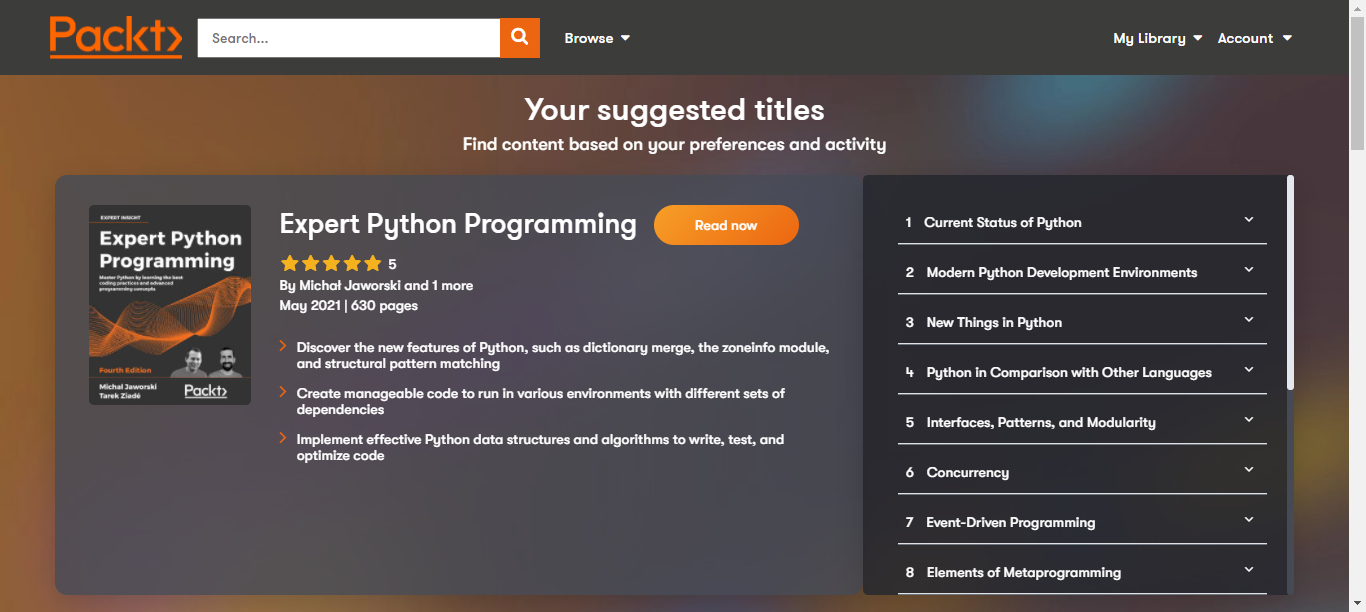 Packt
Search...
Browse
My Library
Account
Your suggested titles
Find content based on your preferences and activity
EXPERT INSIGHT
Expert Python
Programming
Master Python by learning the best
coding practices and advanced
programming concepts
Fourth Edition
Michał Jaworski
Tarek Ziadé
Packt
Expert Python Programming
Read now
5
By Michał Jaworski and 1 more
May 2021 | 630 pages
Discover the new features of Python, such as dictionary merge, the zoneinfo module,
and structural pattern matching
Create manageable code to run in various environments with different sets of
dependencies
Implement effective Python data structures and algorithms to write, test, and
optimize code
1 Current Status of Python
2 Modern Python Development Environments
3 New Things in Python
4 Python in Comparison with Other Languages
5 Interfaces, Patterns, and Modularity
6 Concurrency
7 Event-Driven Programming
8 Elements of Metaprogramming